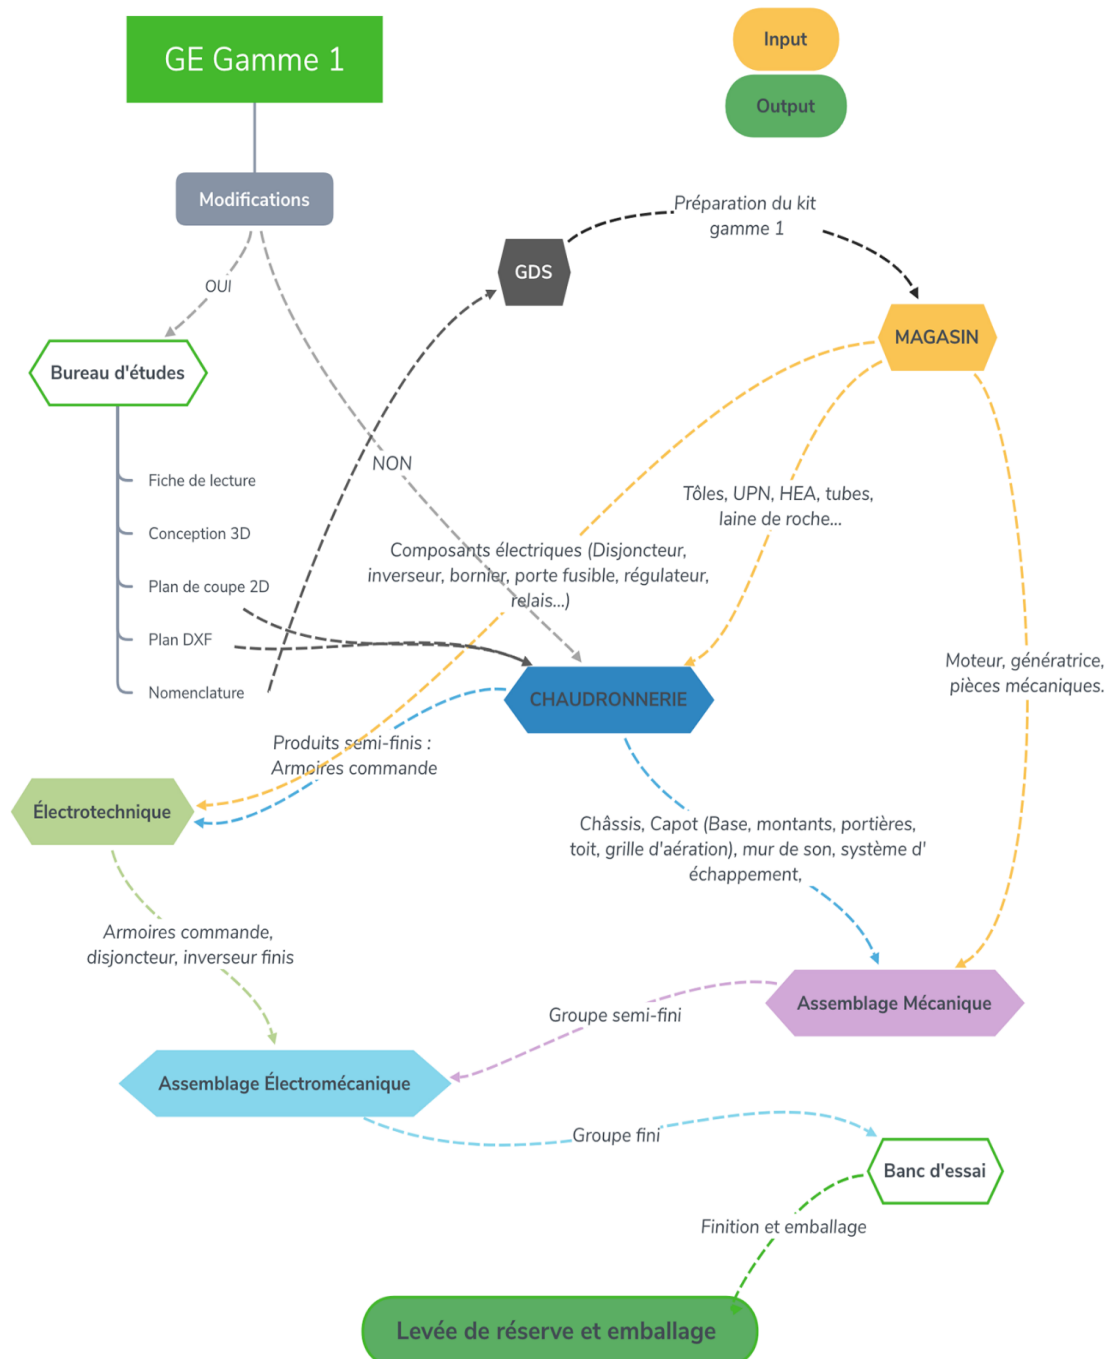 GE Gamme 1
Input
Output
Modifications
Préparation du kit
gamme 1
GDS
OUI
MAGASIN
Bureau d'études
NON
Fiche de lecture
Tôles, UPN, HEA, tubes,
laine de roche...
Conception 3D
Composants électriques (Disjoncteur,
inverseur, bornier, porte fusible, régulateur,
relais...)
Plan de coupe 2D
Plan DXF
Nomenclature
Moteur, génératrice,
pièces mécaniques.
CHAUDRONNERIE
Produits semi-finis :
Armoires commande
Électrotechnique
Châssis, Capot (Base, montants, portières,
toit, grille d'aération), mur de son, système d'
échappement,
Armoires commande,
disjoncteur, inverseur finis
Assemblage Mécanique
Groupe semi-fini
Assemblage Électromécanique
Groupe fini
Banc d'essai
Finition et emballage
Levée de réserve et emballage